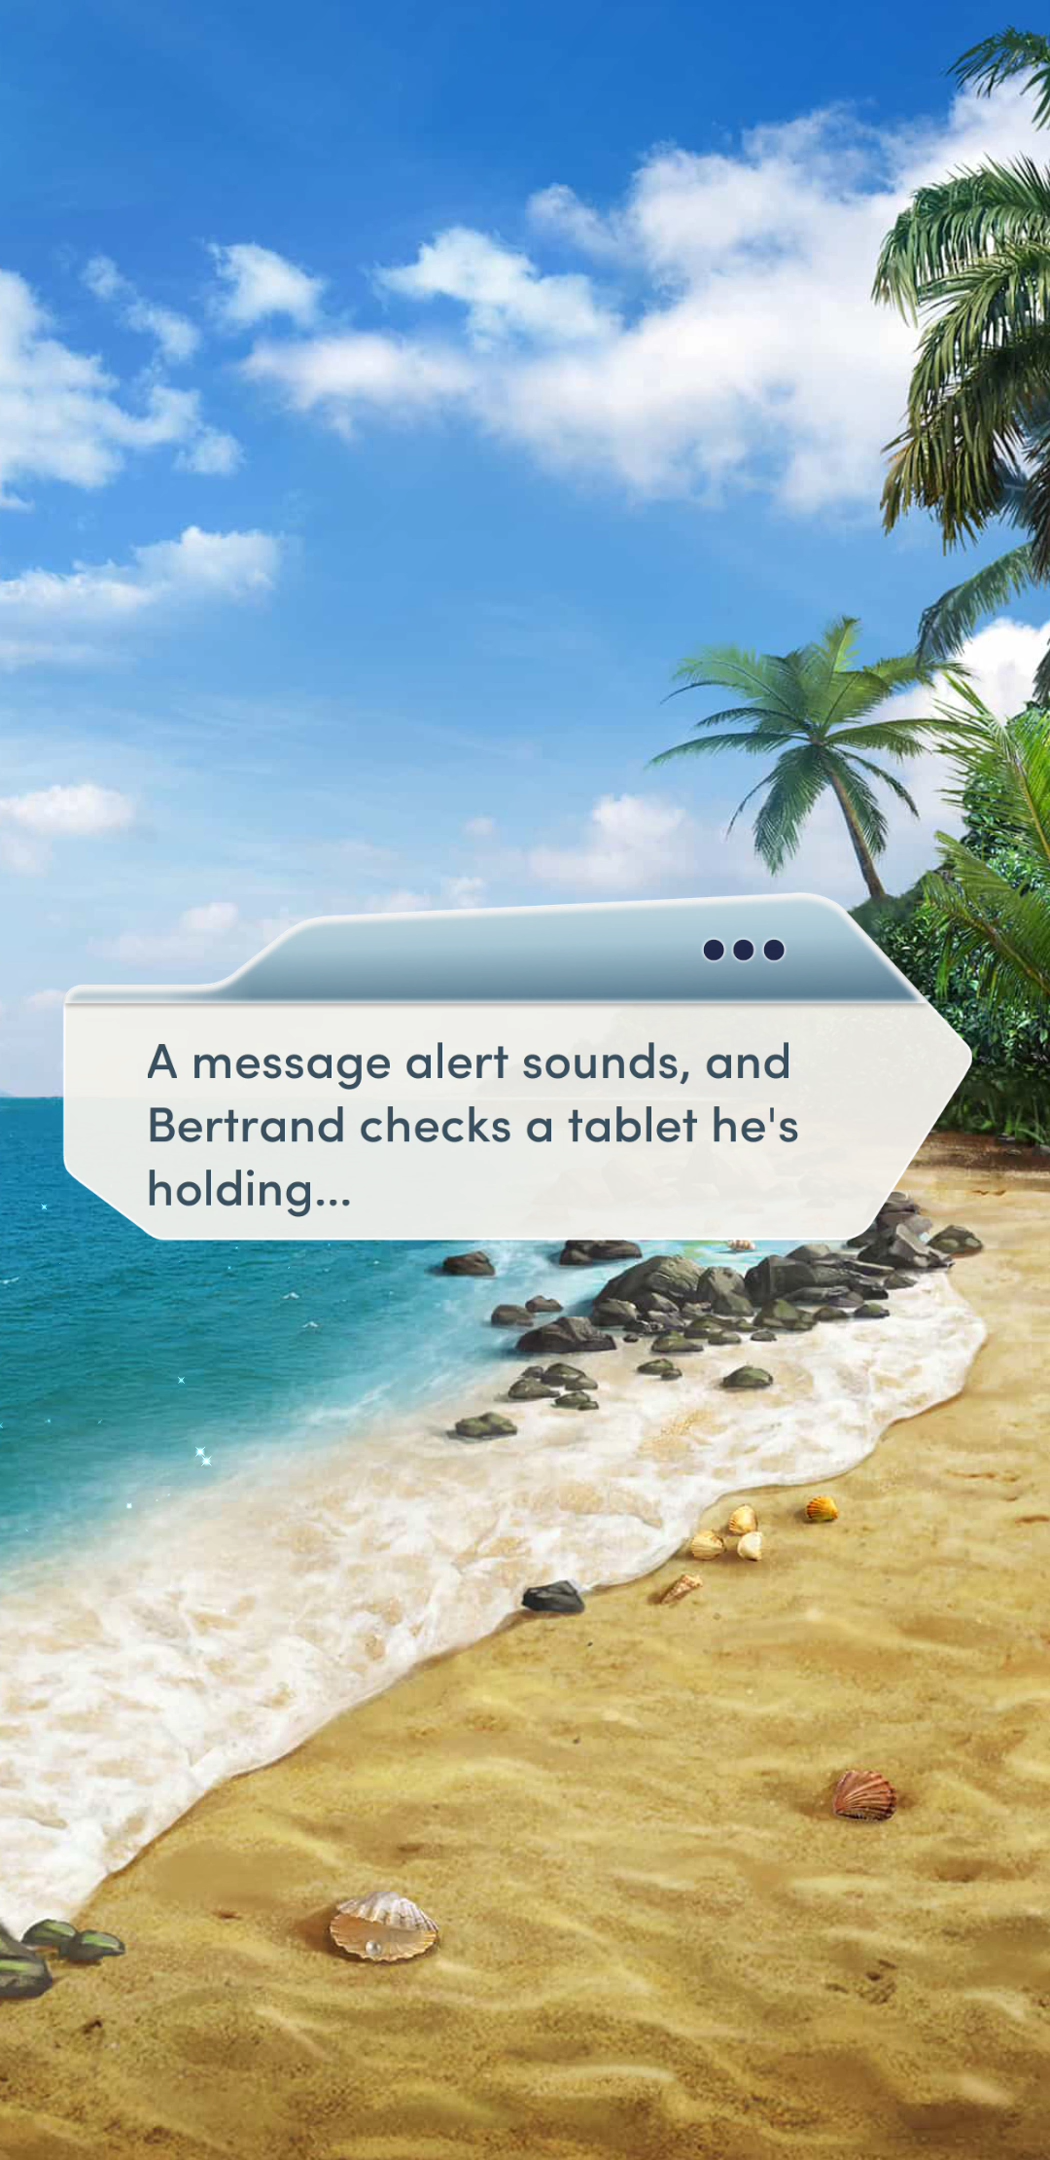 A message alert sounds, and
Bertrand checks a tablet he's
holding...